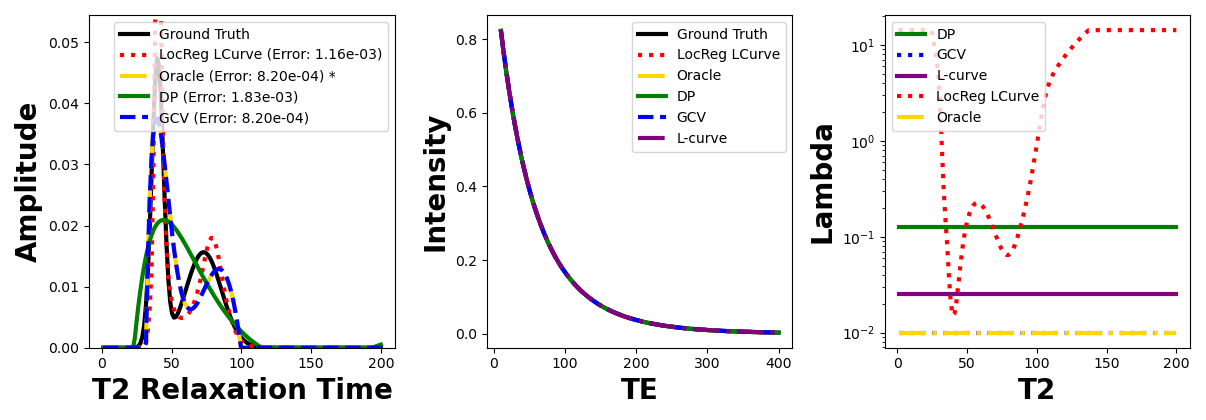 Amplitude
0.05
0.04
0.03
0.02
0.01
0.00
Ground Truth
LocReg LCurve (Error: 1.16e-03)
Oracle (Error: 8.20e-04) *
DP (Error: 1.83e-03)
GCV (Error: 8.20e-04)
0 50 100 150 200
T2 Relaxation Time
Intensity
0.8
0.6
0.4
0.2
0.0
Ground Truth
LocReg LCurve
Oracle
DP
GCV
L-curve
0 100 200 300 400
TE
Lambda
10¹
10⁰
10⁻¹
10⁻²
DP
GCV
L-curve
LocReg LCurve
Oracle
0 50 100 150 200
T2